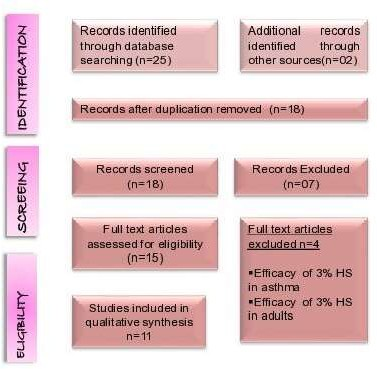 IDENTIFICATION
Records identified
through database
searching (n=25)
Additional records
identified through
other sources(n=02)
Records after duplication removed (n=18)
SCREEING
Records screened
(n=18)
Records Excluded
(n=07)
Full text articles
assessed for eligibility
(n=15)
Full text articles
excluded n=4
▪Efficacy of 3% HS
in asthma
▪Efficacy of 3% HS
in adults
ELIGIBILITY
Studies included in
qualitative synthesis
n=11